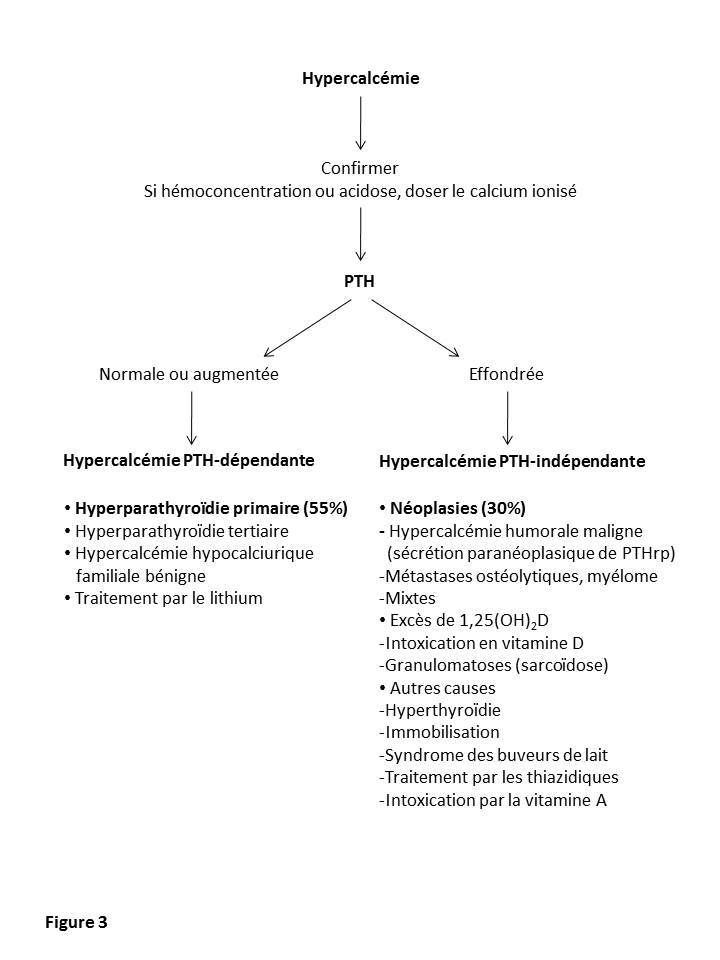 Hypercalcémie
Confirmer
Si hémoconcentration ou acidose, doser le calcium ionisé
PTH
Normale ou augmentée
Effondrée
Hypercalcémie PTH-dépendante
• Hyperparathyroïdie primaire (55%)
• Hyperparathyroïdie tertiaire
• Hypercalcémie hypocalciurique
familiale bénigne
• Traitement par le lithium
Hypercalcémie PTH-indépendante
• Néoplasies (30%)
- Hypercalcémie humorale maligne
(sécrétion paranéoplasique de PTHrp)
-Métastases ostéolytiques, myélome
-Mixtes
• Excès de 1,25(OH)₂D
-Intoxication en vitamine D
-Granulomatoses (sarcoïdose)
• Autres causes
-Hyperthyroïdie
-Immobilisation
-Syndrome des buveurs de lait
-Traitement par les thiazidiques
-Intoxication par la vitamine A
Figure 3